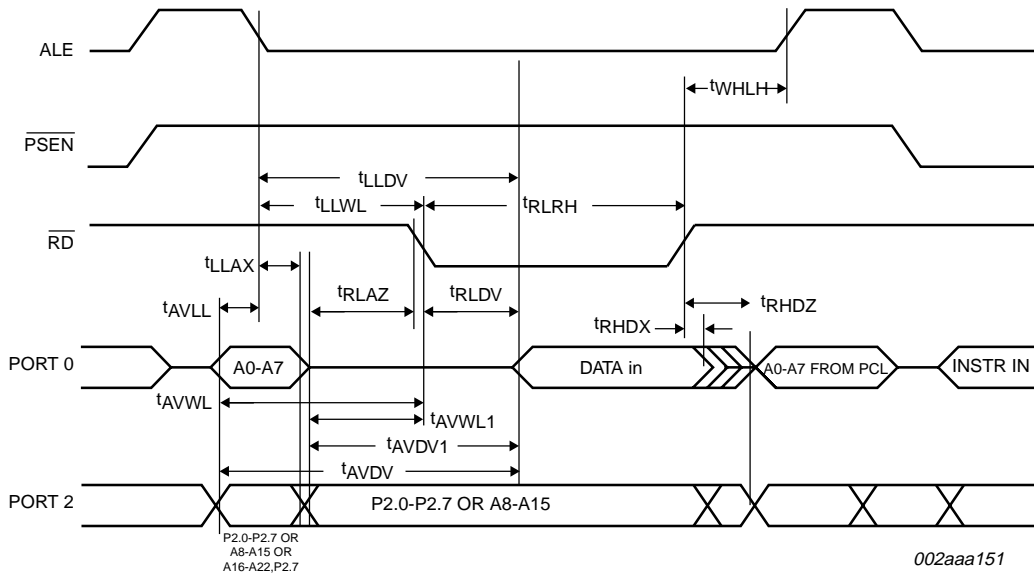 ALE
tWHLH
PSEN
tLLDV
tLLWL
tRLRH
RD
tLLAX
tRLAZ
tRLDV
tRHDZ
tAVLL
tRHDX
PORT 0
A0-A7
DATA in
A0-A7 FROM PCL
INSTR IN
tAVWL
tAVWL1
tAVDV1
tAVDV
PORT 2
P2.0-P2.7 OR A8-A15
P2.0-P2.7 OR
A8-A15 OR
A16-A22,P2.7
002aaa151